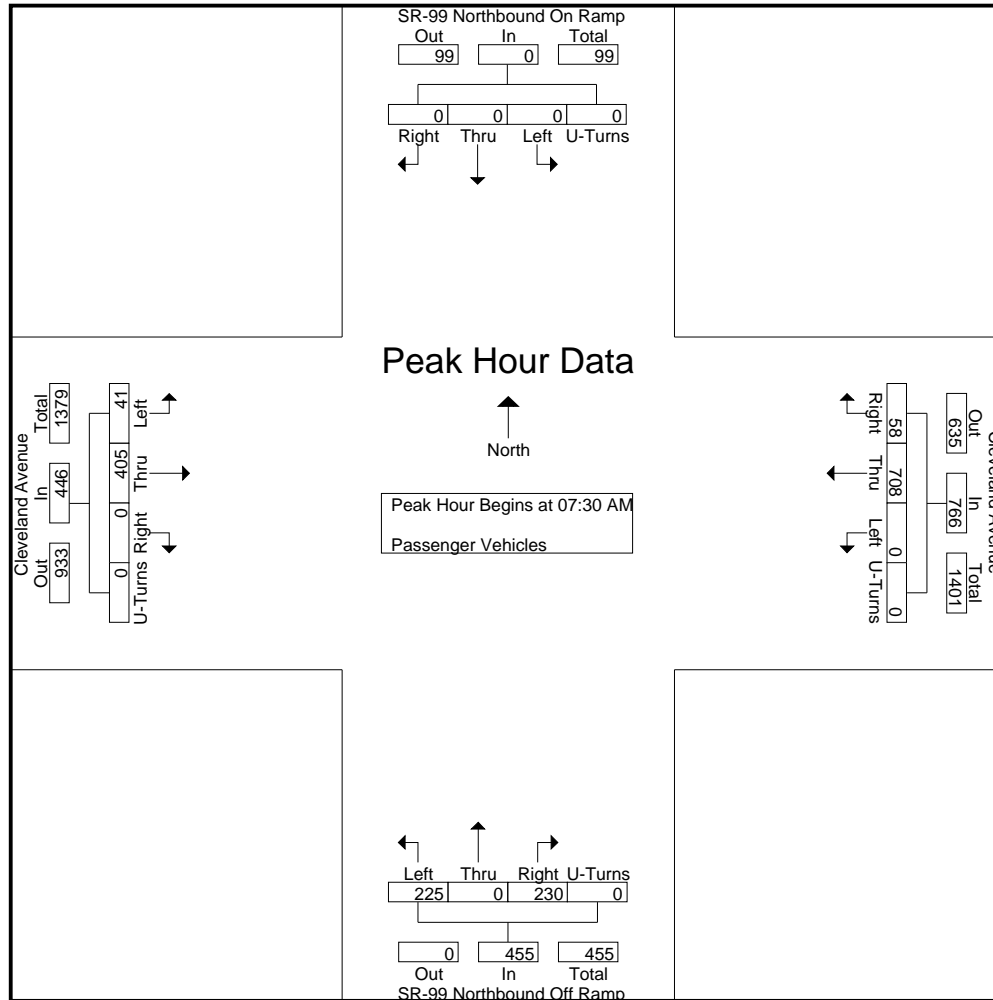 SR-99 Northbound On Ramp
Out In Total
99 0 99
0 0 0 0
Right Thru Left U-Turns
Peak Hour Data
North
Peak Hour Begins at 07:30 AM
Passenger Vehicles
Cleveland Avenue
Out In Total
933 446 1379
41 405 0 0
Left Thru Right U-Turns
Right Thru Left U-Turns
58 708 0 0
635 766 1401
Out In Total
Cleveland Avenue
Left Thru Right U-Turns
225 0 230 0
0 455 455
Out In Total
SR-99 Northbound Off Ramp